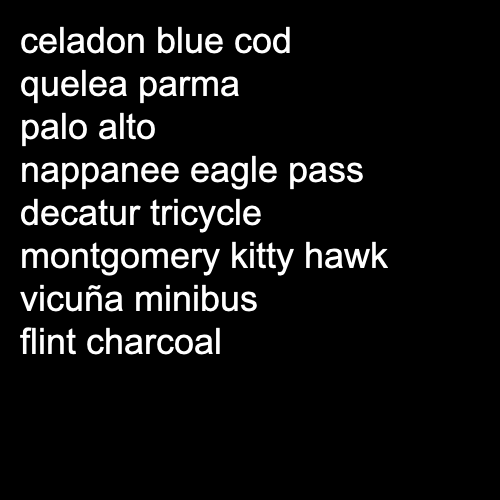 celadon blue cod
quelea parma
palo alto
nappanee eagle pass
decatur tricycle
montgomery kitty hawk
vicuña minibus
flint charcoal